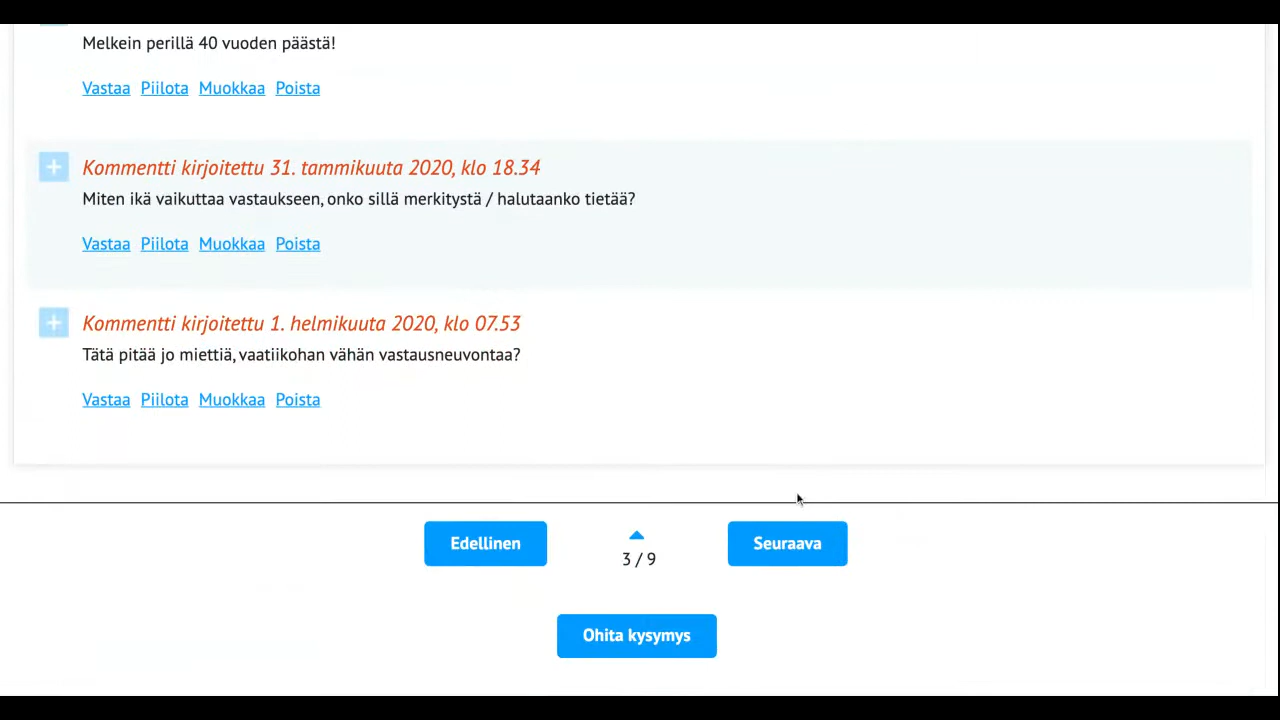 Melkein perillä 40 vuoden päästä!
Vastaa Piilota Muokkaa Poista
Kommentti kirjoitettu 31. tammikuuta 2020, klo 18.34
Miten ikä vaikuttaa vastaukseen, onko sillä merkitystä / halutaanko tietää?
Vastaa Piilota Muokkaa Poista
Kommentti kirjoitettu 1. helmikuuta 2020, klo 07.53
Tätä pitää jo miettiä, vaatiikohan vähän vastausneuvontaa?
Vastaa Piilota Muokkaa Poista
Edellinen 3 / 9 Seuraava
Ohita kysymys